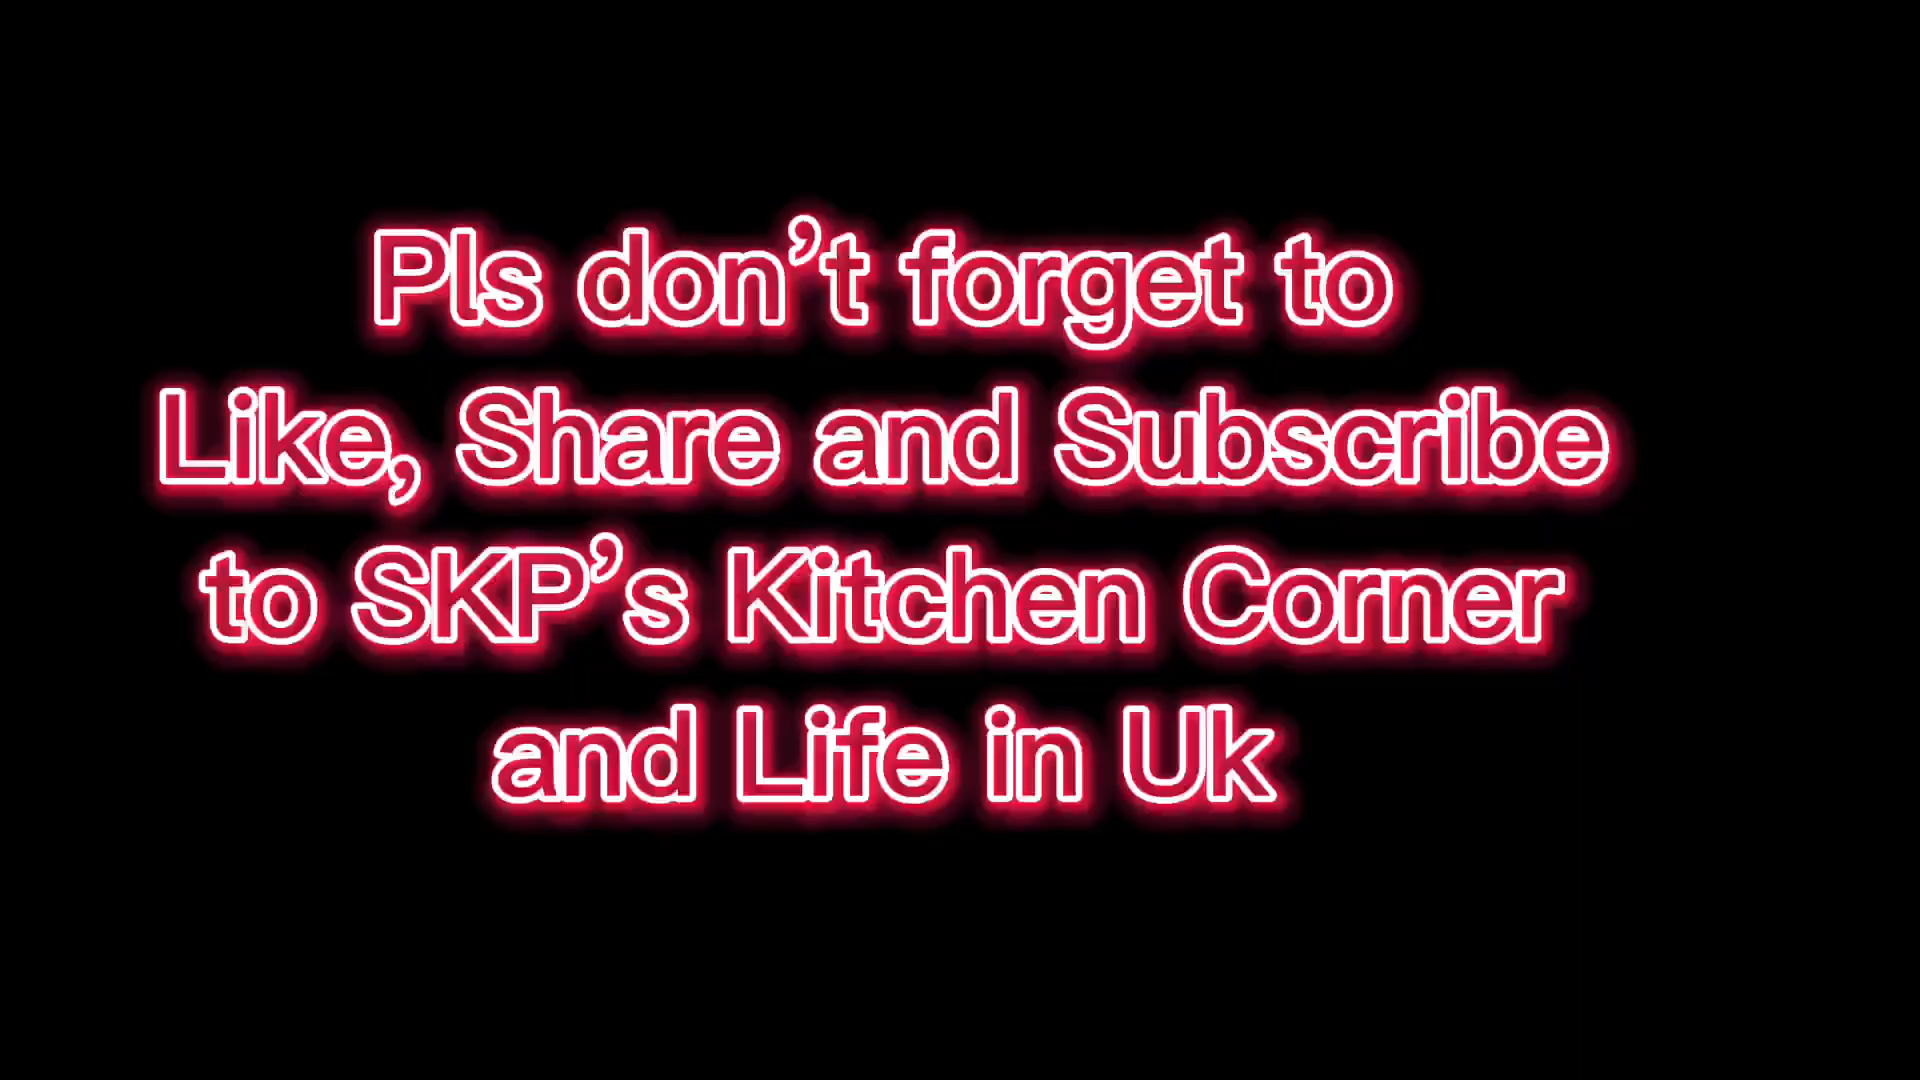 Pls don’t forget to
Like, Share and Subscribe
to SKP’s Kitchen Corner
and Life in Uk